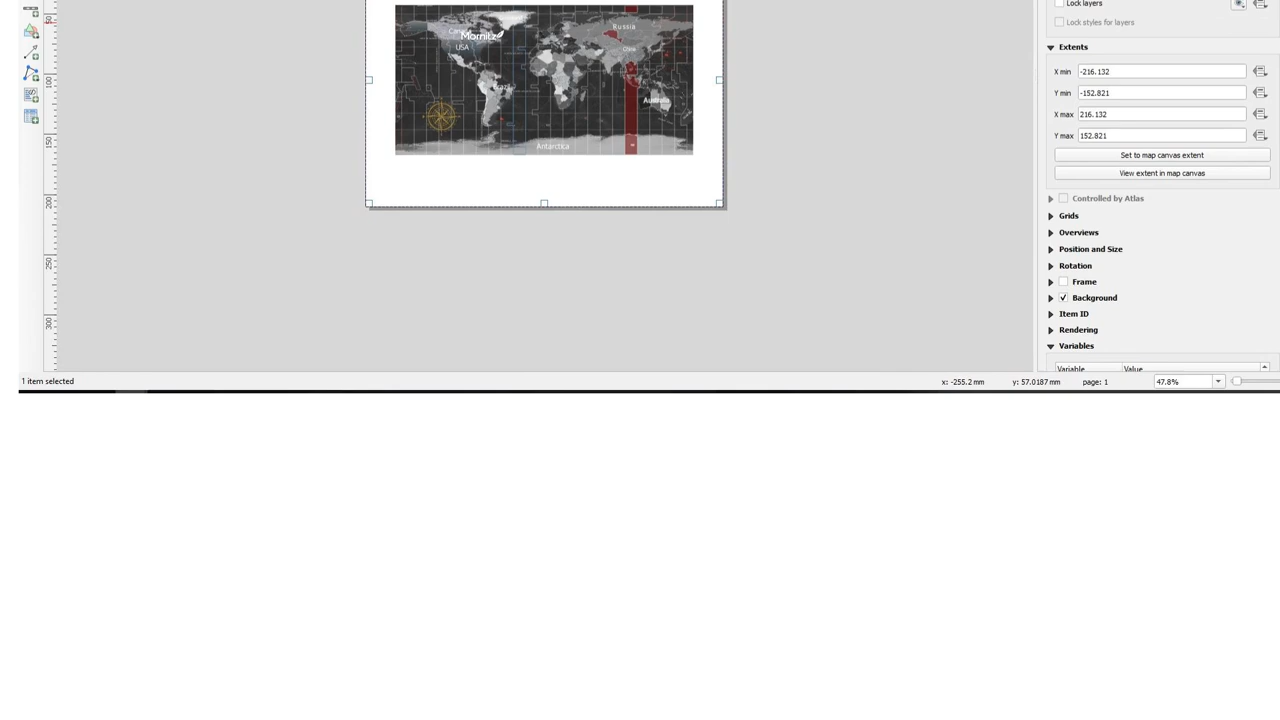 Lock layers
Lock styles for layers
Extents
X min -216.132
Y min -152.821
X max 216.132
Y max 152.821
Set to map canvas extent
View extent in map canvas
Controlled by Atlas
Grids
Overviews
Position and Size
Rotation
Frame
Background
Item ID
Rendering
Variables
Variable Value
Russia
Momitz
USA
China
Brazil
Australia
Antarctica
50
100
150
200
250
300
1 item selected
x: -255.2 mm y: 57.0187 mm page: 1 47.8%